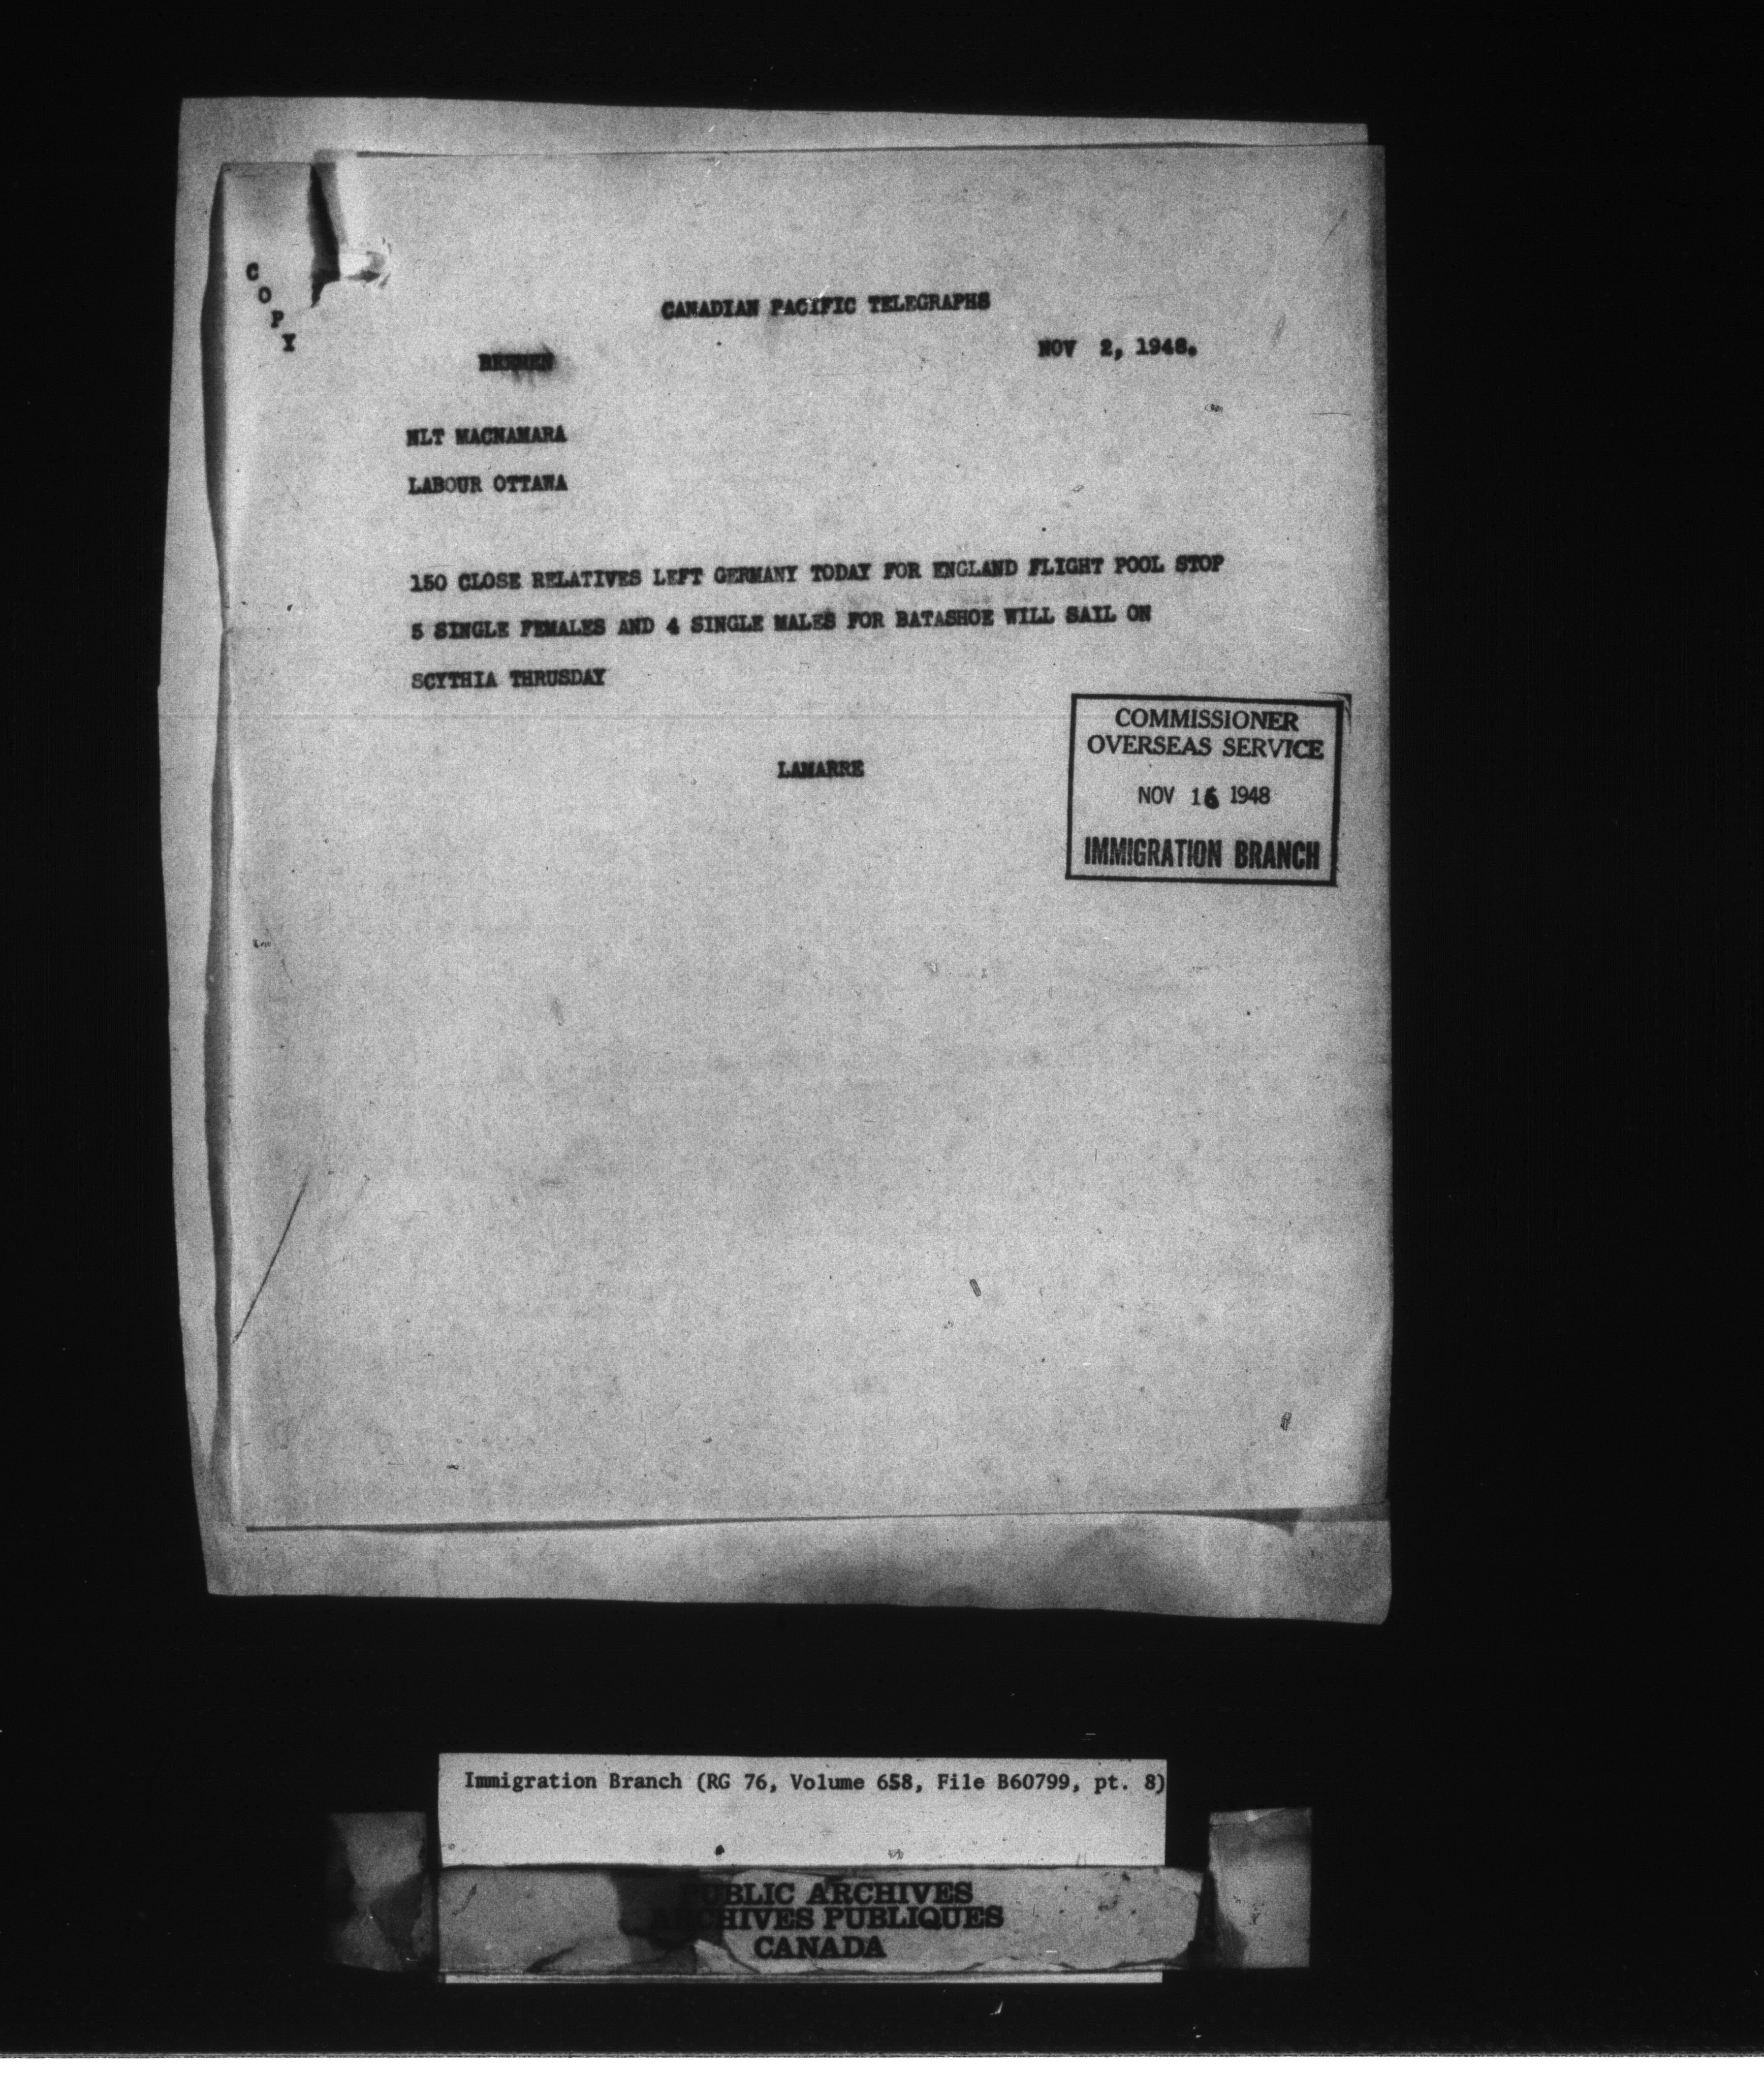 COPY
CANADIAN PACIFIC TELEGRAPHS
BREMEN
NOV 2, 1948.
NLT MACNAMARA
LABOUR OTTAWA
150 CLOSE RELATIVES LEFT GERMANY TODAY FOR ENGLAND FLIGHT POOL STOP
5 SINGLE FEMALES AND 4 SINGLE MALES FOR BATASHOE WILL SAIL ON
SCYTHIA THRUSDAY
LAMARRE
COMMISSIONER
OVERSEAS SERVICE
NOV 16 1948
IMMIGRATION BRANCH
Immigration Branch (RG 76, Volume 658, File B60799, pt. 8)
PUBLIC ARCHIVES
ARCHIVES PUBLIQUES
CANADA